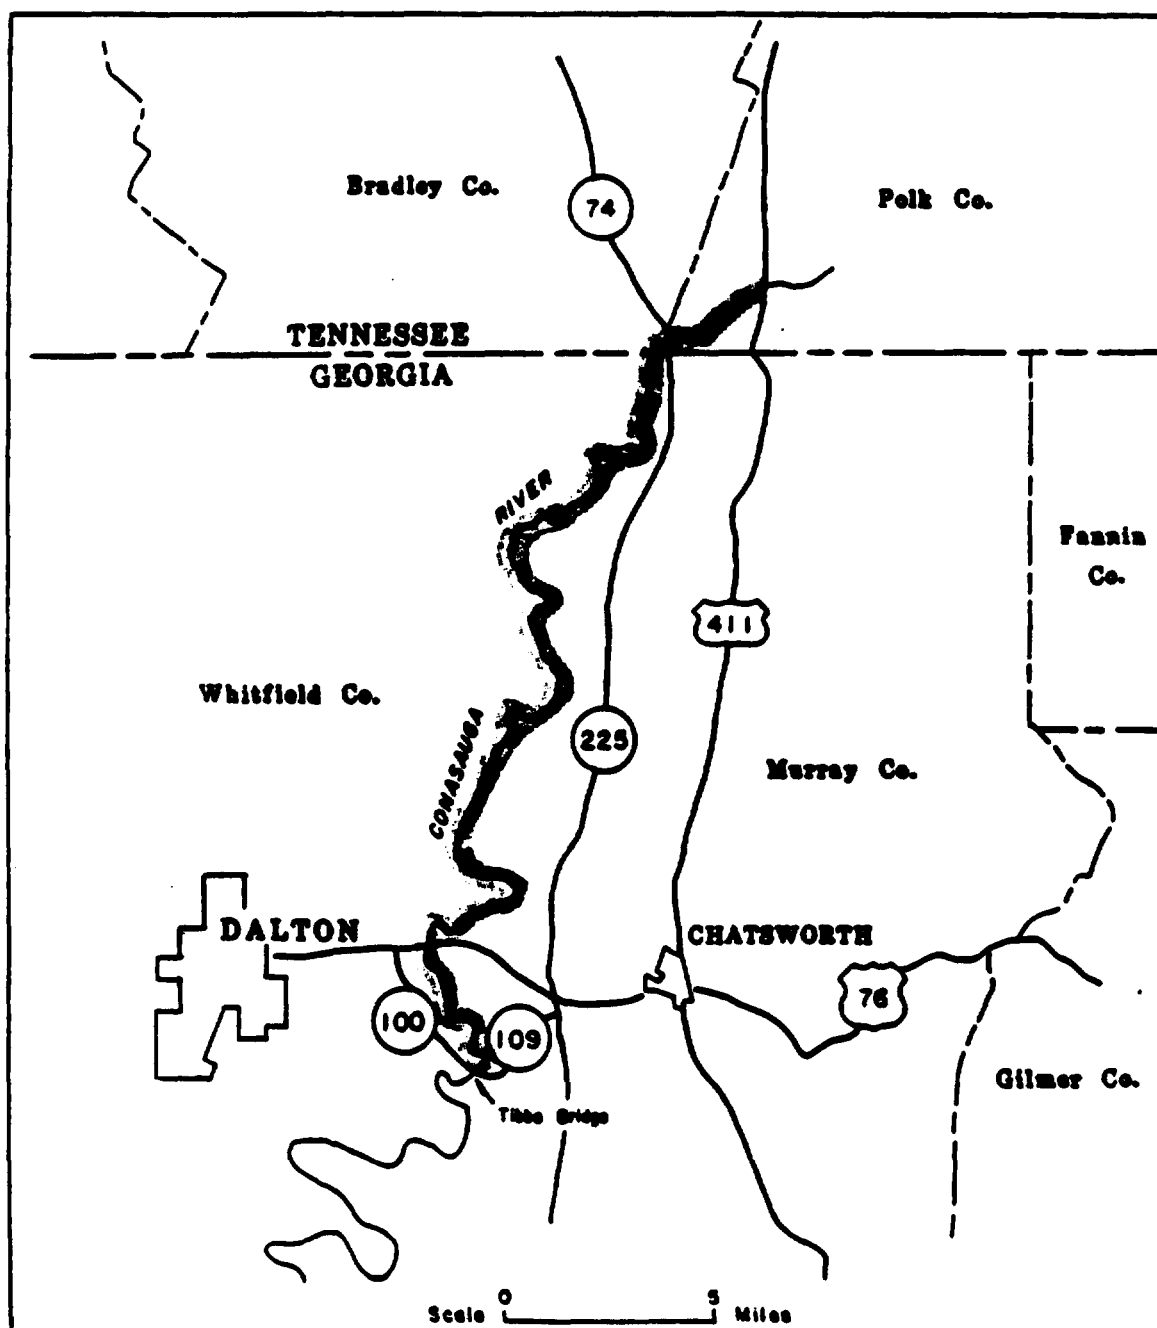 Bradley Co.
74
Polk Co.
TENNESSEE
GEORGIA
RIVER
Fannin
Co.
411
Whitfield Co.
CONASAUGA
225
Murray Co.
DALTON
CHATSWORTH
76
100
109
Gilmer Co.
Tibbs Bridge
0 5
Scale Miles